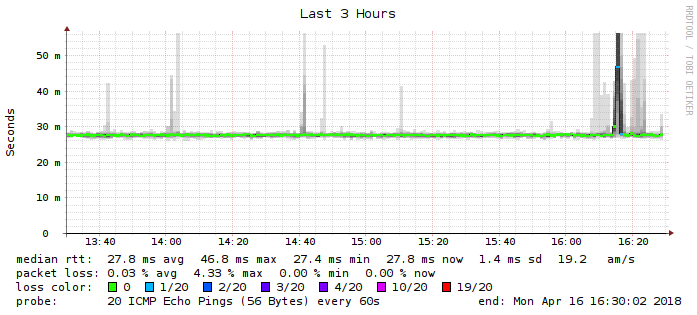 Last 3 Hours
RRDTOOL / TOBI OETIKER
Seconds
50 m
40 m
30 m
20 m
10 m
0
13:40 14:00 14:20 14:40 15:00 15:20 15:40 16:00 16:20
median rtt: 27.8 ms avg 46.8 ms max 27.4 ms min 27.8 ms now 1.4 ms sd 19.2 am/s
packet loss: 0.03 % avg 4.33 % max 0.00 % min 0.00 % now
loss color: 0 1/20 2/20 3/20 4/20 10/20 19/20
probe: 20 ICMP Echo Pings (56 Bytes) every 60s end: Mon Apr 16 16:30:02 2018